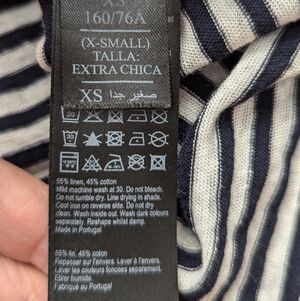 XS
160/76A
(X-SMALL)
TALLA:
EXTRA CHICA
XS صغير جدا
55% linen, 45% cotton
Mild machine wash at 30. Do not bleach.
Do not tumble dry. Line drying in shade.
Cool iron on reverse side. Do not dry
clean. Wash inside out. Wash dark colours
separately. Reshape whilst damp.
Made in Portugal
55% lin, 45% coton
Repasser sur l'envers. Laver à l'envers.
Laver les couleurs foncées séparément.
Etirer humide
Fabriqué au Portugal